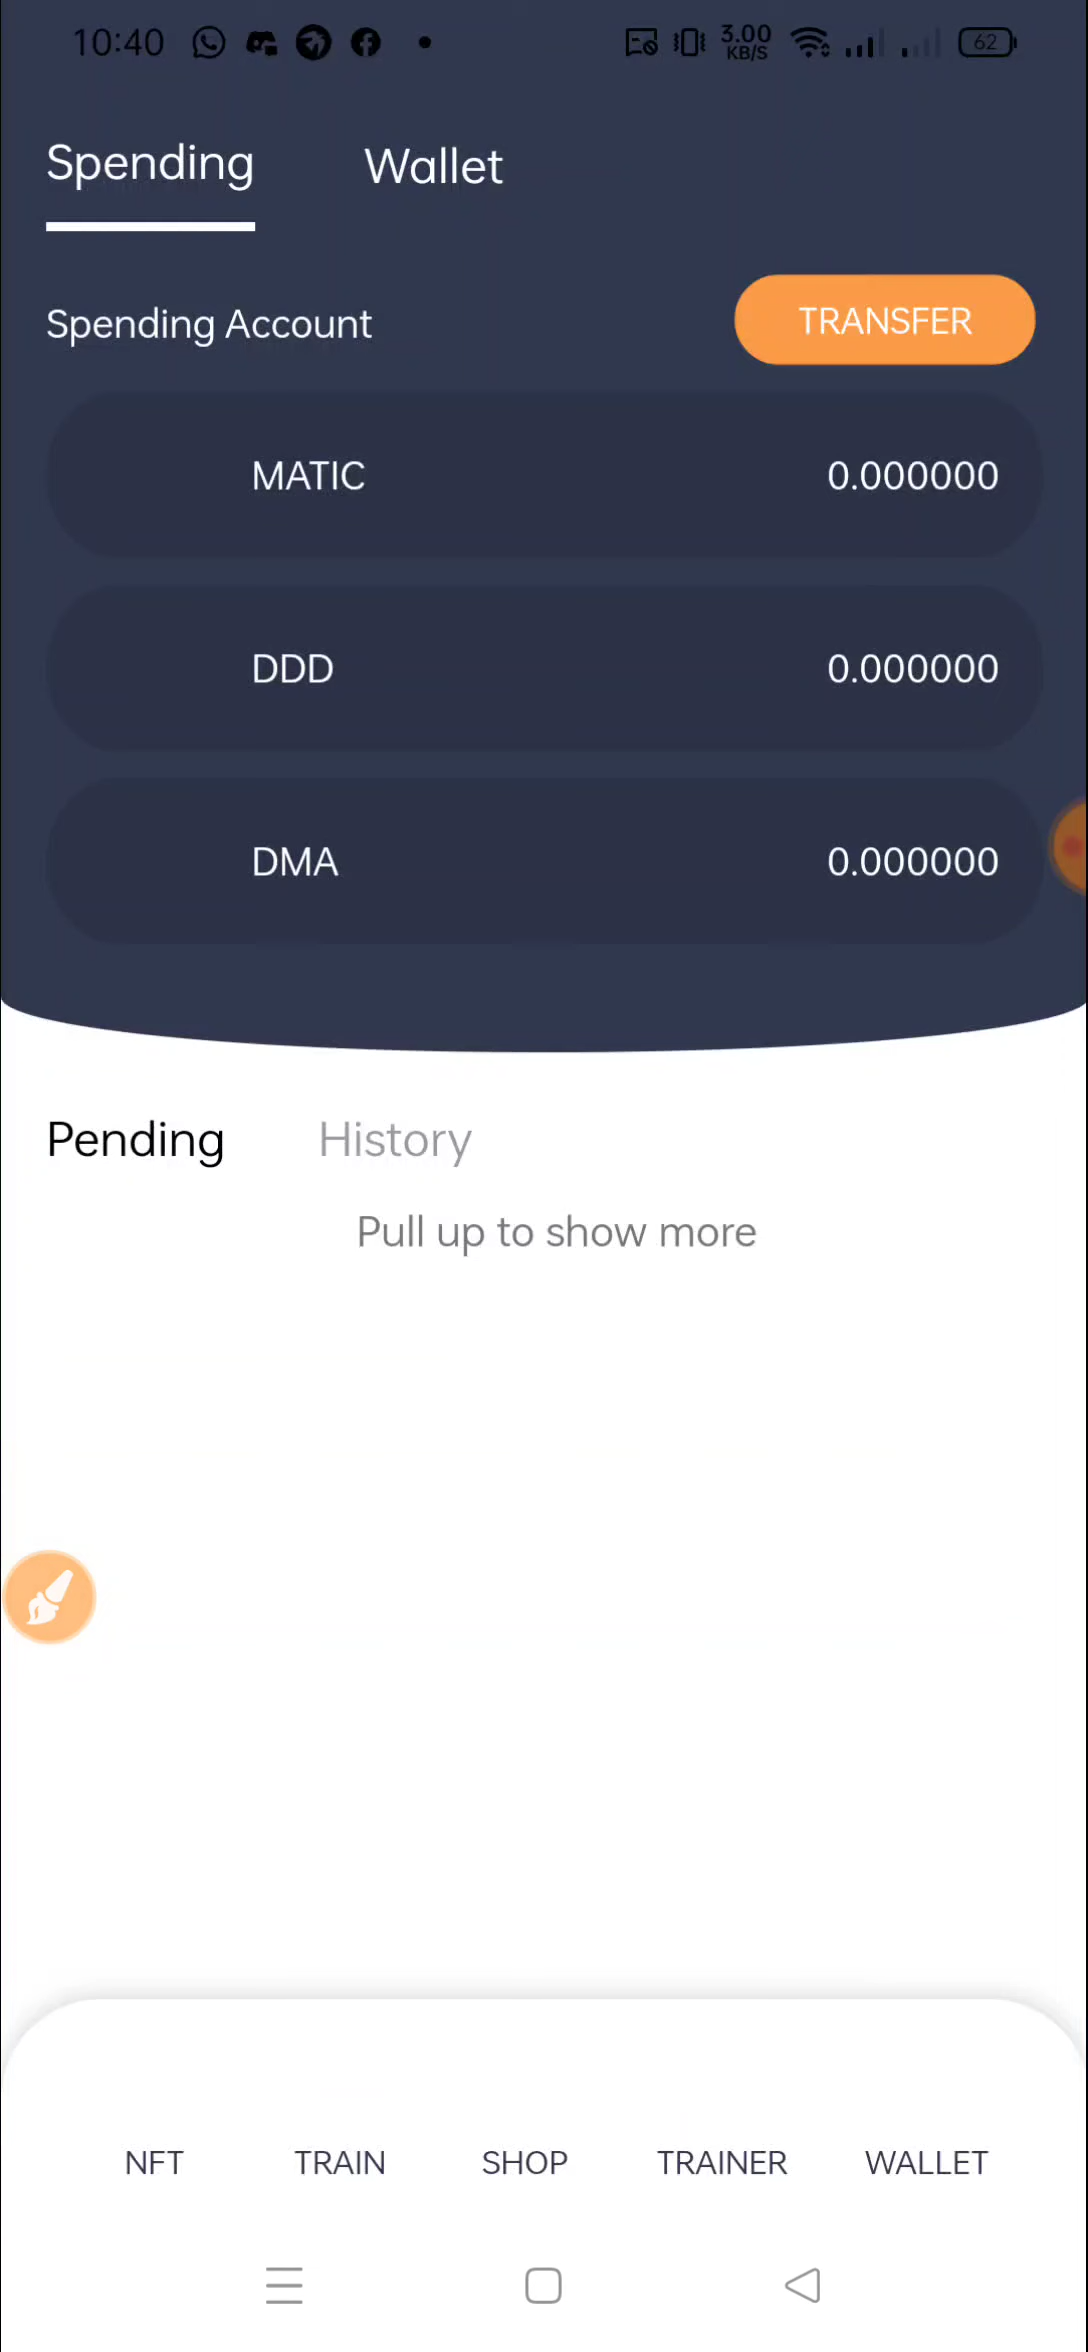 10:40 3.00 KB/S 62
Spending Wallet
Spending Account TRANSFER
MATIC 0.000000
DDD 0.000000
DMA 0.000000
Pending History
Pull up to show more
NFT TRAIN SHOP TRAINER WALLET